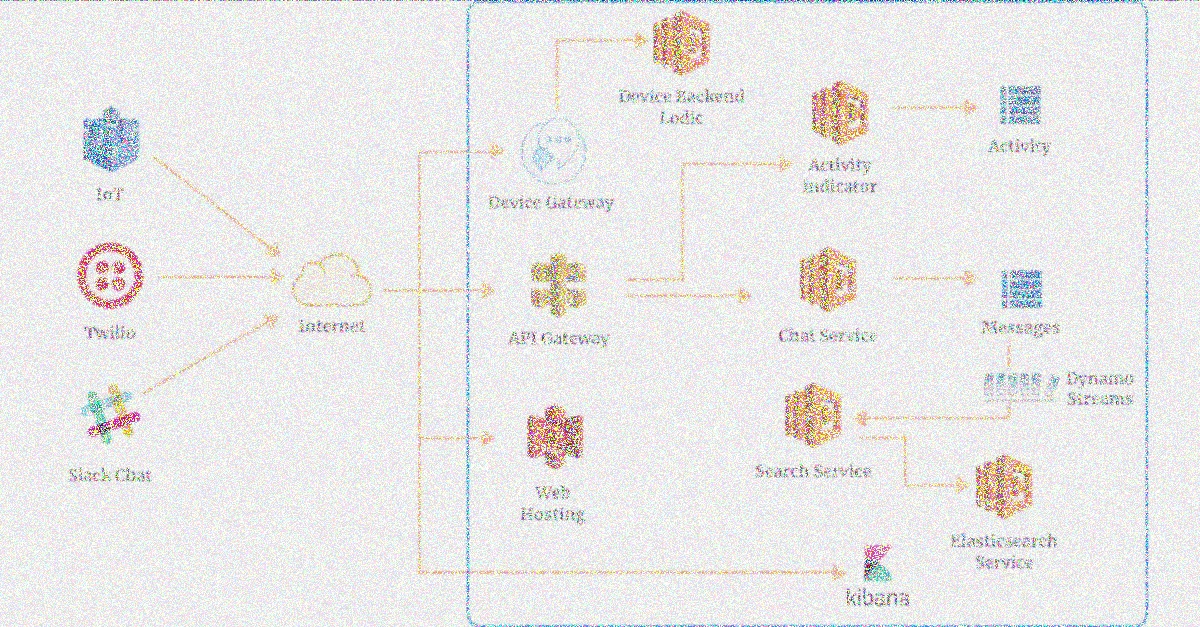 Device Backend
Logic
IoT
Activity
Indicator
Activity
Device Gateway
Twilio
Internet
API Gateway
Chat Service
Messages
Dynamo
Streams
Slack Chat
Web
Hosting
Search Service
Elasticsearch
Service
kibana